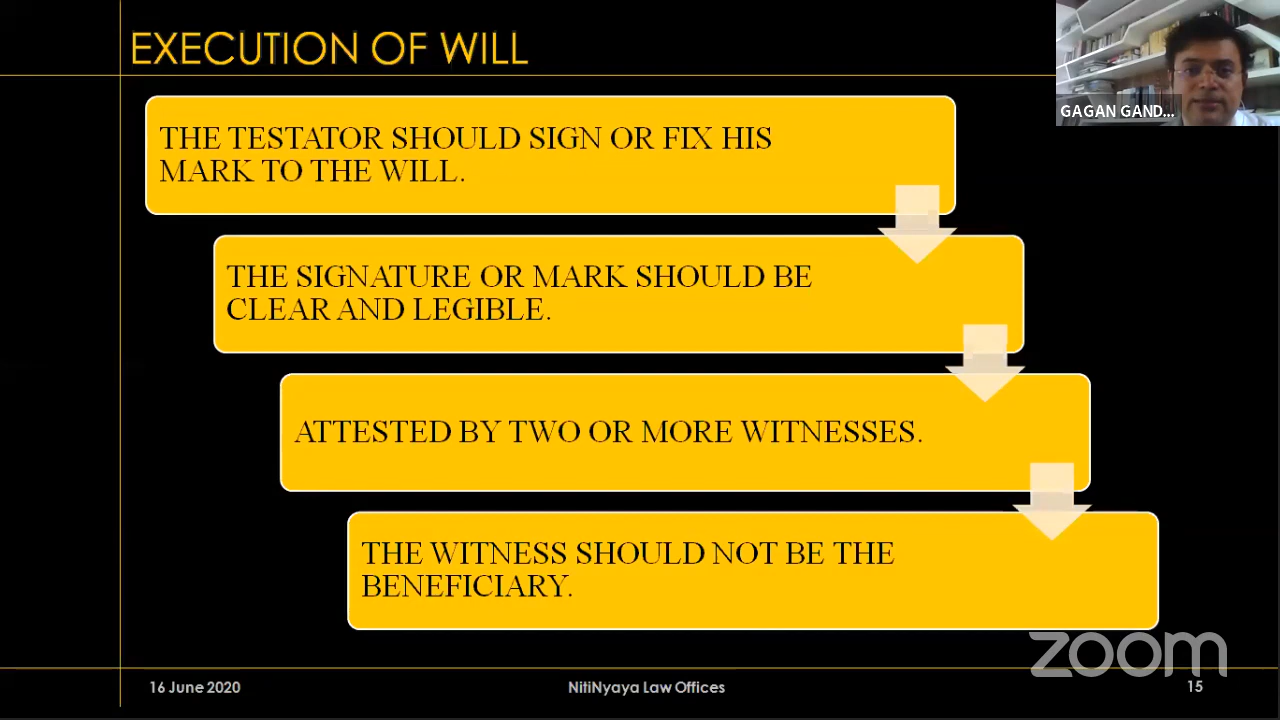 EXECUTION OF WILL
GAGAN GAND...
THE TESTATOR SHOULD SIGN OR FIX HIS
MARK TO THE WILL.
THE SIGNATURE OR MARK SHOULD BE
CLEAR AND LEGIBLE.
ATTESTED BY TWO OR MORE WITNESSES.
THE WITNESS SHOULD NOT BE THE
BENEFICIARY.
zoom
16 June 2020
NitiNyaya Law Offices
15